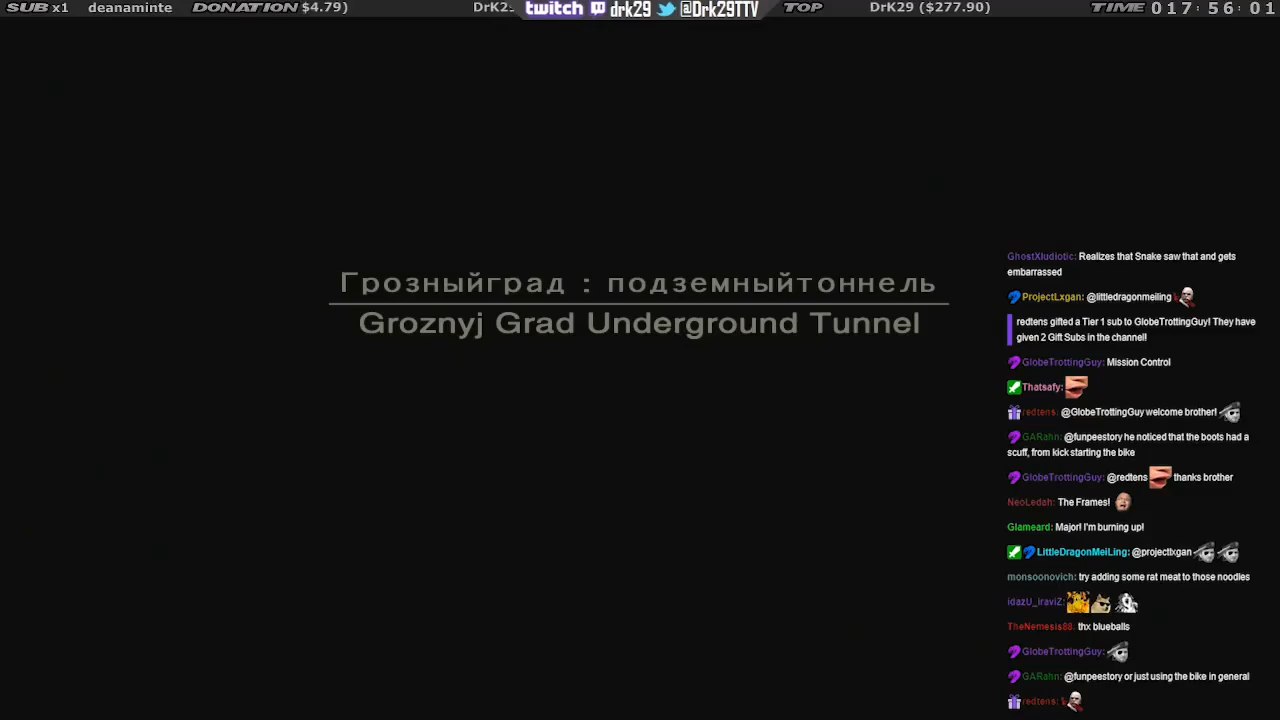 SUB x1 deanaminte DONATION $4.79) DrK2 twitch drk29 @Drk29TTV TOP DrK29 ($277.90) TIME 17:56:01
Грозныйград : подземныйтоннель
Groznyj Grad Underground Tunnel
GhostXIudiotic: Realizes that Snake saw that and gets
embarrassed
ProjectLxgan: @littledragonmeiling
redtens gifted a Tier 1 sub to GlobeTrottingGuy! They have
given 2 Gift Subs in the channel!
GlobeTrottingGuy: Mission Control
Thatsafy:
redtens: @GlobeTrottingGuy welcome brother!
GARahn: @funpeestory he noticed that the boots had a
scuff, from kick starting the bike
GlobeTrottingGuy: @redtens thanks brother
NeoLedah: The Frames!
Glameard: Major! I'm burning up!
LittleDragonMeiLing: @projectlxgan
monsoonovich: try adding some rat meat to those noodles
idazU_iraviZ:
TheNemesis88: thx blueballs
GlobeTrottingGuy:
GARahn: @funpeestory or just using the bike in general
redtens: